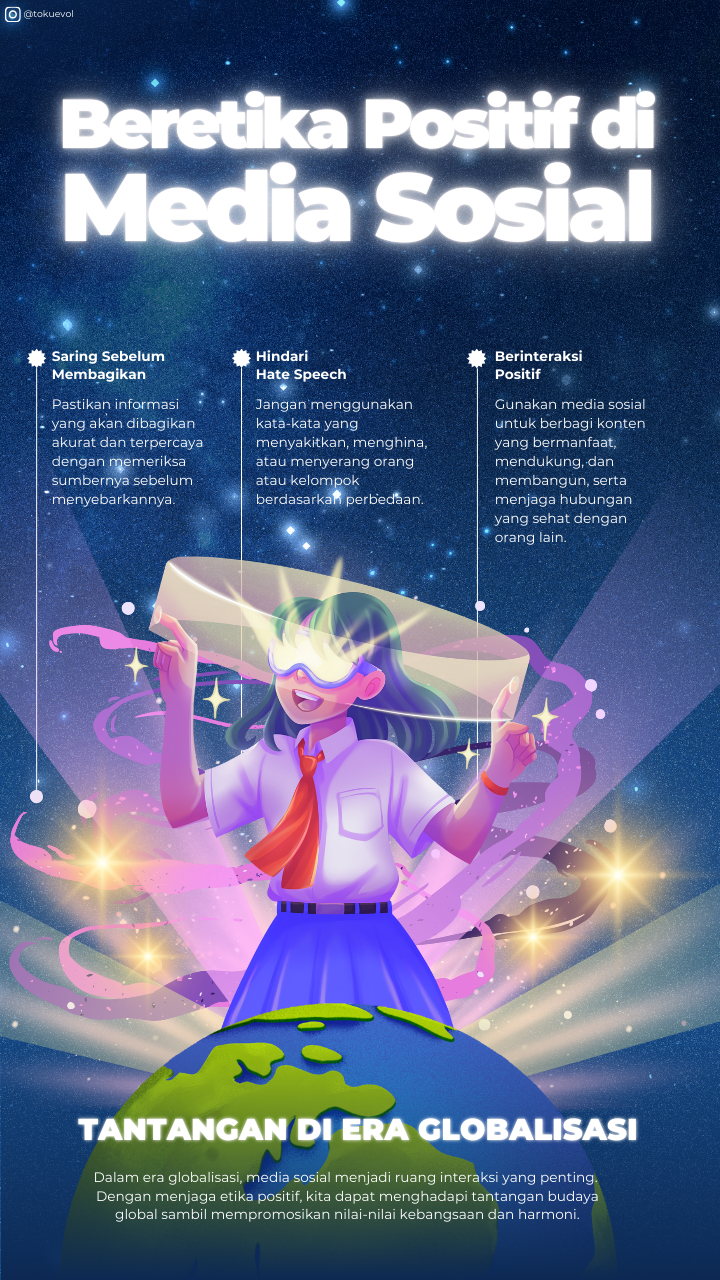 @tokuevol
Beretika Positif di
Media Sosial
Saring Sebelum
Membagikan
Pastikan informasi
yang akan dibagikan
akurat dan terpercaya
dengan memeriksa
sumbernya sebelum
menyebarkannya.
Hindari
Hate Speech
Jangan menggunakan
kata-kata yang
menyakitkan, menghina,
atau menyerang orang
atau kelompok
berdasarkan perbedaan.
Berinteraksi
Positif
Gunakan media sosial
untuk berbagi konten
yang bermanfaat,
mendukung, dan
membangun, serta
menjaga hubungan
yang sehat dengan
orang lain.
TANTANGAN DI ERA GLOBALISASI
Dalam era globalisasi, media sosial menjadi ruang interaksi yang penting.
Dengan menjaga etika positif, kita dapat menghadapi tantangan budaya
global sambil mempromosikan nilai-nilai kebangsaan dan harmoni.